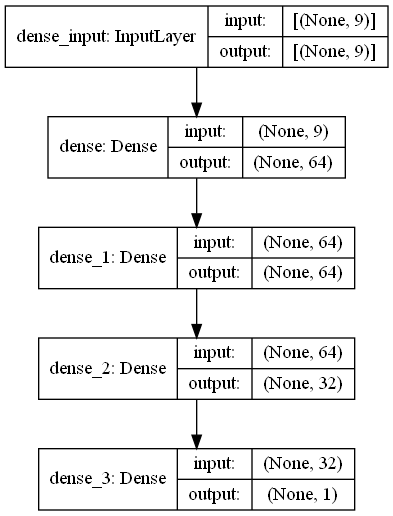 dense_input: InputLayer
input: [(None, 9)]
output: [(None, 9)]
dense: Dense
input: (None, 9)
output: (None, 64)
dense_1: Dense
input: (None, 64)
output: (None, 64)
dense_2: Dense
input: (None, 64)
output: (None, 32)
dense_3: Dense
input: (None, 32)
output: (None, 1)